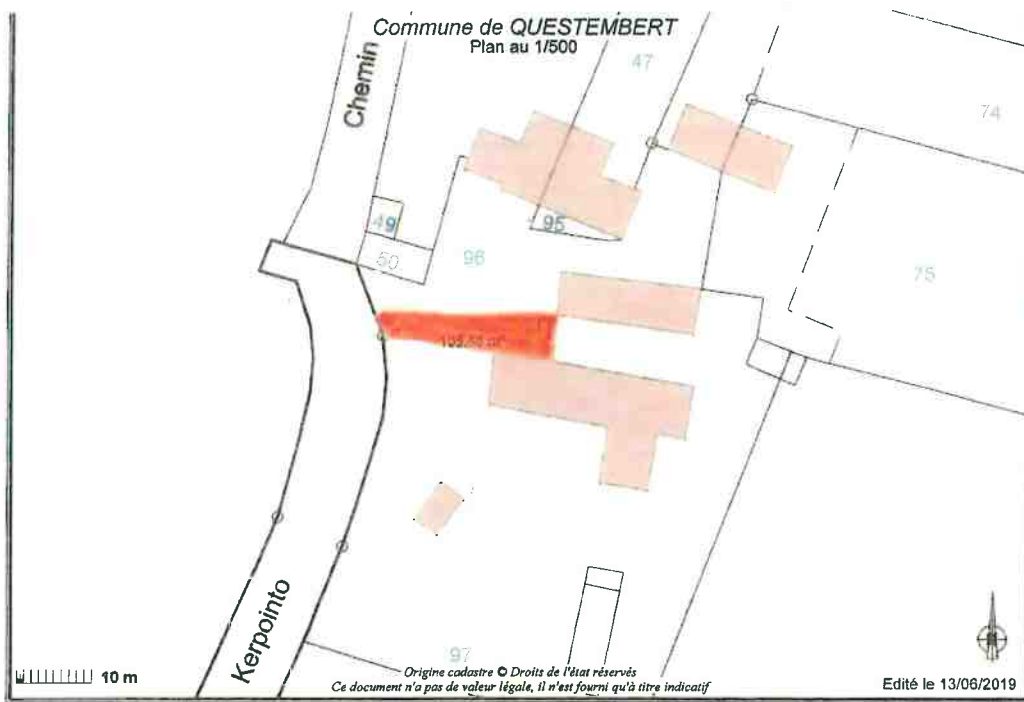 Commune de QUESTEMBERT
Plan au 1/500
Chemin
47
74
49
95
50
96
75
Kerpointo
97
10 m
Origine cadastre © Droits de l'état réservés
Ce document n'a pas de valeur légale, il n'est fourni qu'à titre indicatif
Edité le 13/06/2019